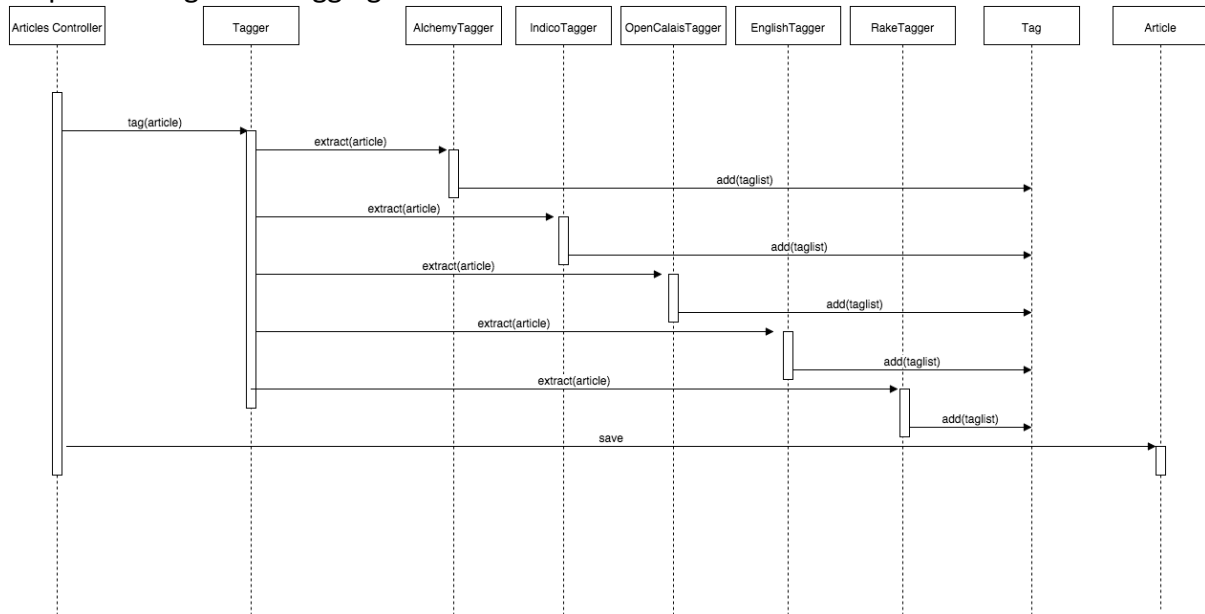 Articles Controller
Tagger
AlchemyTagger
IndicoTagger
OpenCalaisTagger
EnglishTagger
RakeTagger
Tag
Article
tag(article)
extract(article)
add(taglist)
extract(article)
add(taglist)
extract(article)
add(taglist)
extract(article)
add(taglist)
extract(article)
add(taglist)
save